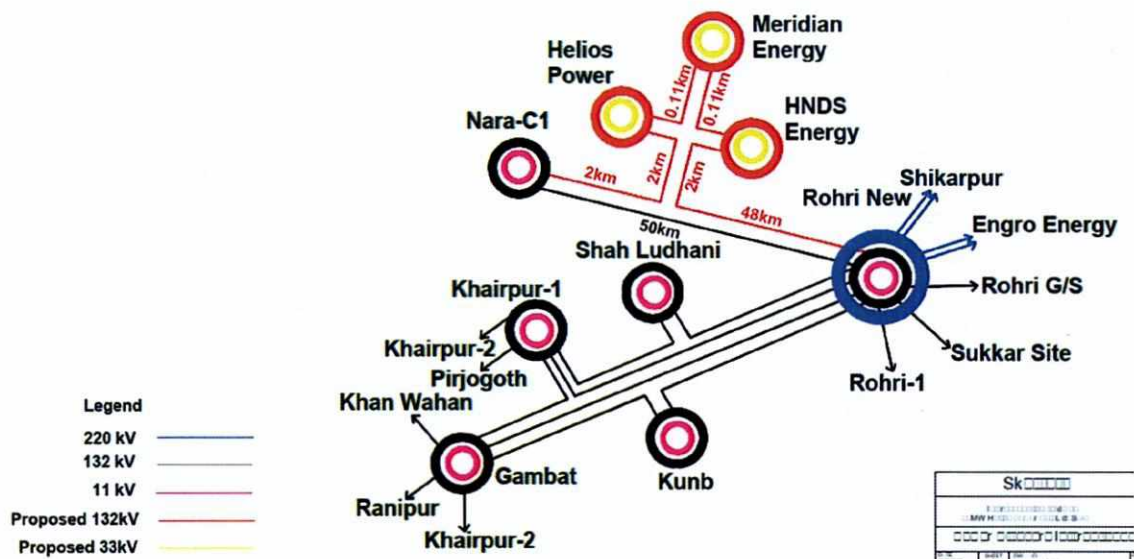 Meridian
Energy
Helios
Power
0.11km
0.11km
HNDS
Energy
Nara-C1
2km
2km
2km
Shikarpur
Rohri New
48km
50km
Engro Energy
Shah Ludhani
Rohri G/S
Khairpur-1
Khairpur-2
Sukkar Site
Pirjogoth
Rohri-1
Khan Wahan
Legend
220 kV
132 kV
Gambat
Kunb
11 kV
Ranipur
Proposed 132kV
Khairpur-2
Proposed 33kV